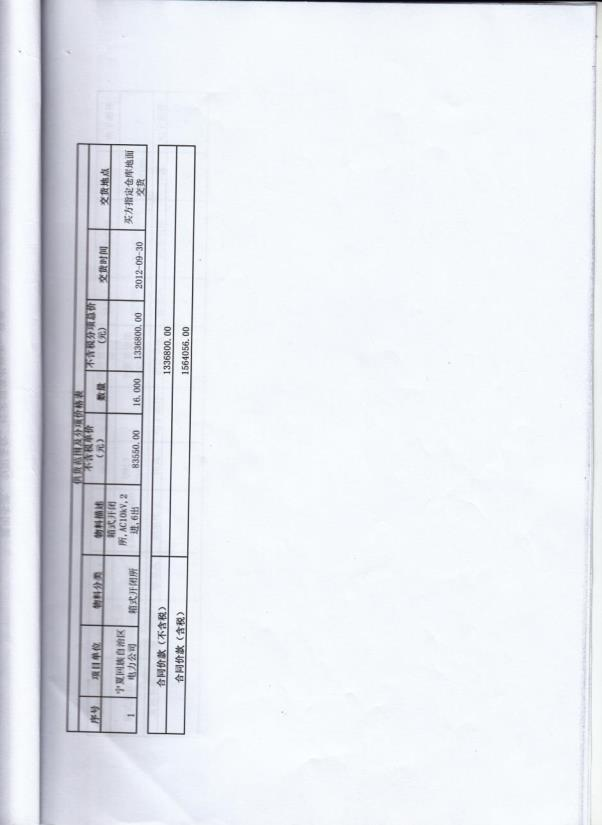 供货范围及分项价格表
序号 项目单位 物料分类 物料描述 不含税单价（元） 数量 不含税分项总价（元） 交货时间 交货地点
1 宁夏回族自治区电力公司 箱式开闭所 箱式开闭所,AC10kV,2进,6出 83550.00 16.000 1336800.00 2012-09-30 买方指定仓库地面交货
合同价款（不含税） 1336800.00
合同价款（含税） 1564056.00